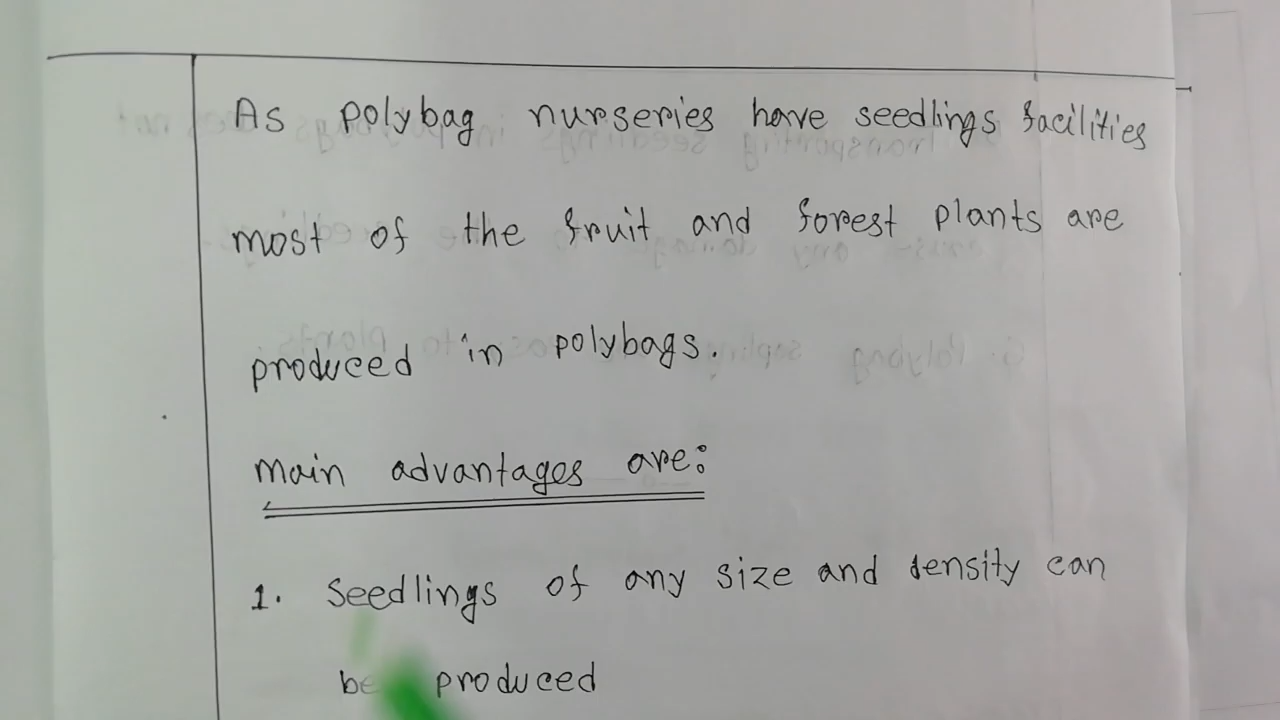 As polybag nurseries have seedlings facilities
most of the fruit and forest plants are
produced in polybags.
main advantages are:
1. Seedlings of any size and density can
be produced